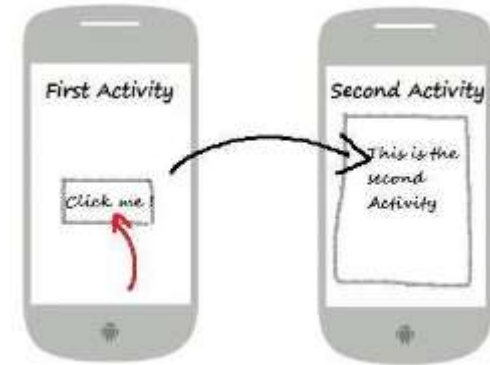 First Activity
Click me!
Second Activity
This is the
second
Activity